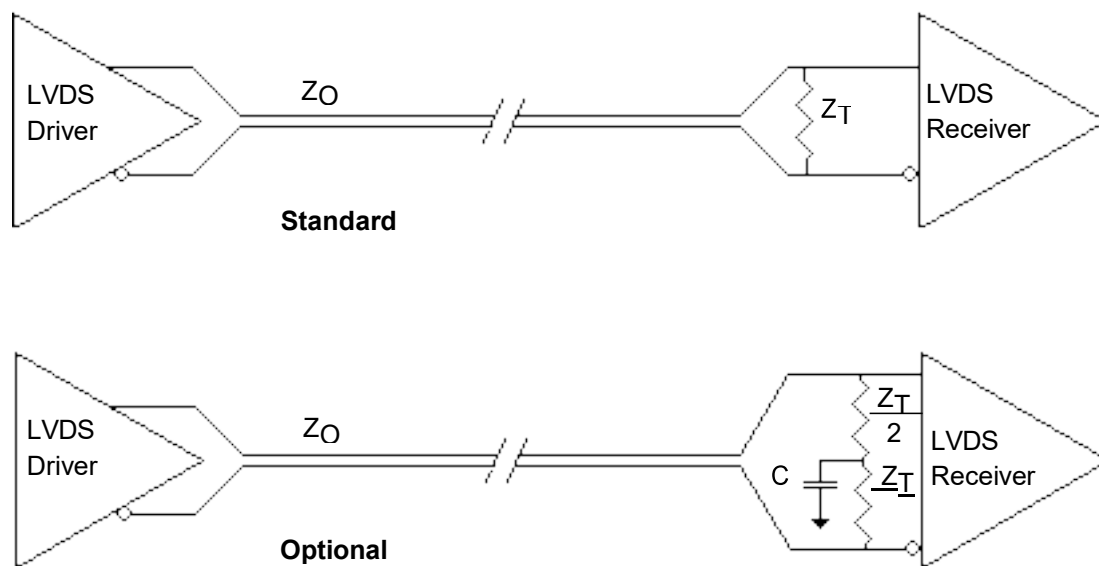 LVDS
Driver
ZO
ZT
LVDS
Receiver
Standard
LVDS
Driver
ZO
C
ZT
2
ZT
LVDS
Receiver
Optional